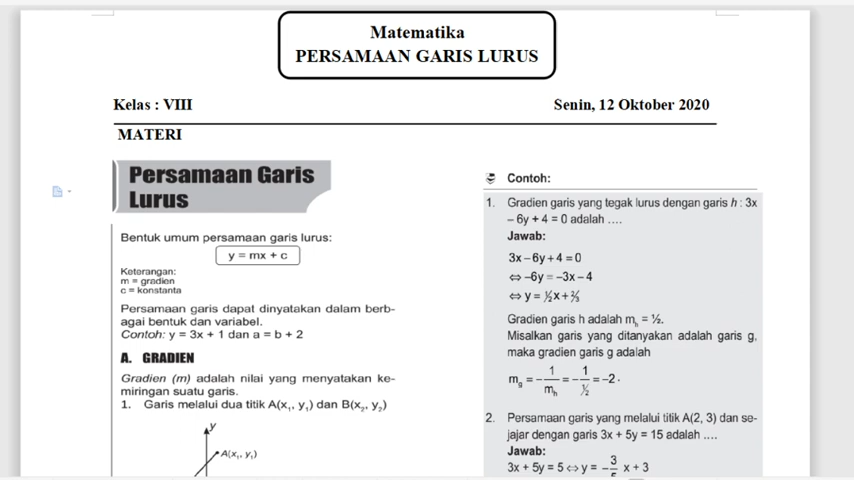 Matematika
PERSAMAAN GARIS LURUS
Kelas : VIII
Senin, 12 Oktober 2020
MATERI
Persamaan Garis
Lurus
Bentuk umum persamaan garis lurus:
y = mx + c
Keterangan:
m = gradien
c = konstanta
Persamaan garis dapat dinyatakan dalam berb-
agai bentuk dan variabel.
Contoh: y = 3x + 1 dan a = b + 2
A. GRADIEN
Gradien (m) adalah nilai yang menyatakan ke-
miringan suatu garis.
1. Garis melalui dua titik A(x₁, y₁) dan B(x₂, y₂)
y
A(x₁, y₁)
Contoh:
1. Gradien garis yang tegak lurus dengan garis h : 3x
– 6y + 4 = 0 adalah ....
Jawab:
3x – 6y + 4 = 0
⇔ –6y = –3x – 4
⇔ y = ½x + ⅔
Gradien garis h adalah mₕ = ½.
Misalkan garis yang ditanyakan adalah garis g,
maka gradien garis g adalah
m_g = – 1/mₕ = – 1/½ = –2 .
2. Persamaan garis yang melalui titik A(2, 3) dan se-
jajar dengan garis 3x + 5y = 15 adalah ....
Jawab:
3x + 5y = 5 ⇔ y = – 3/5 x + 3